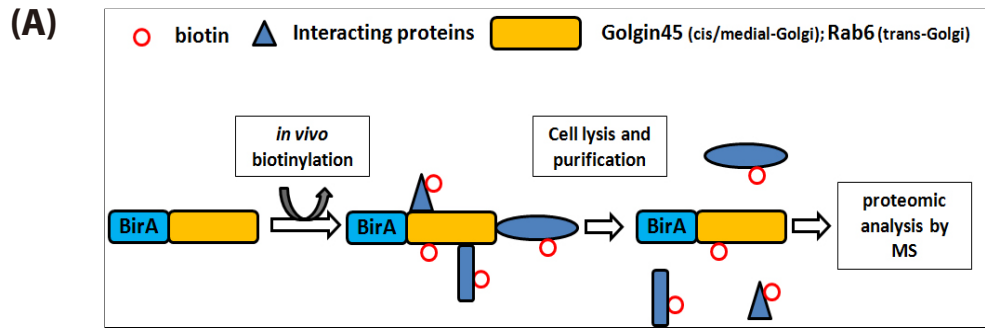 (A)
biotin Interacting proteins Golgin45 (cis/medial-Golgi); Rab6 (trans-Golgi)
in vivo
biotinylation
Cell lysis and
purification
BirA
BirA
BirA
proteomic
analysis by
MS